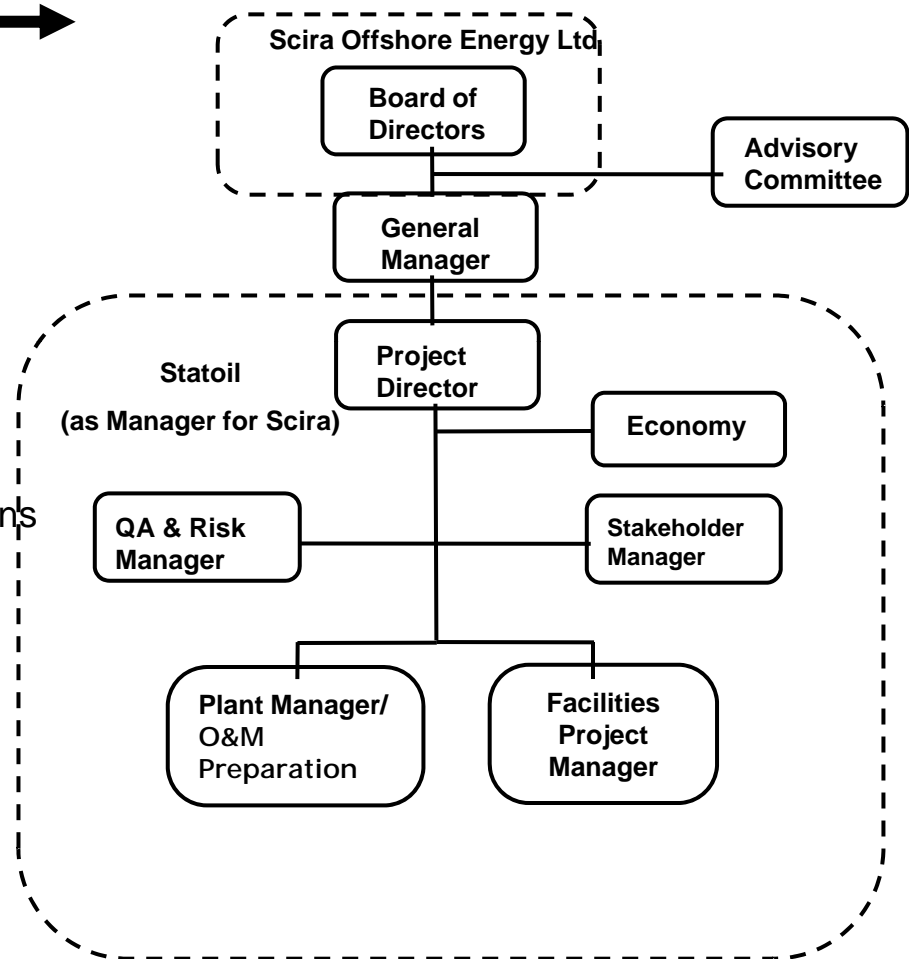 Scira Offshore Energy Ltd
Board of
Directors
Advisory
Committee
General
Manager
Project
Director
Statoil
(as Manager for Scira)
Economy
ns
QA & Risk
Manager
Stakeholder
Manager
Plant Manager/
O&M
Preparation
Facilities
Project
Manager